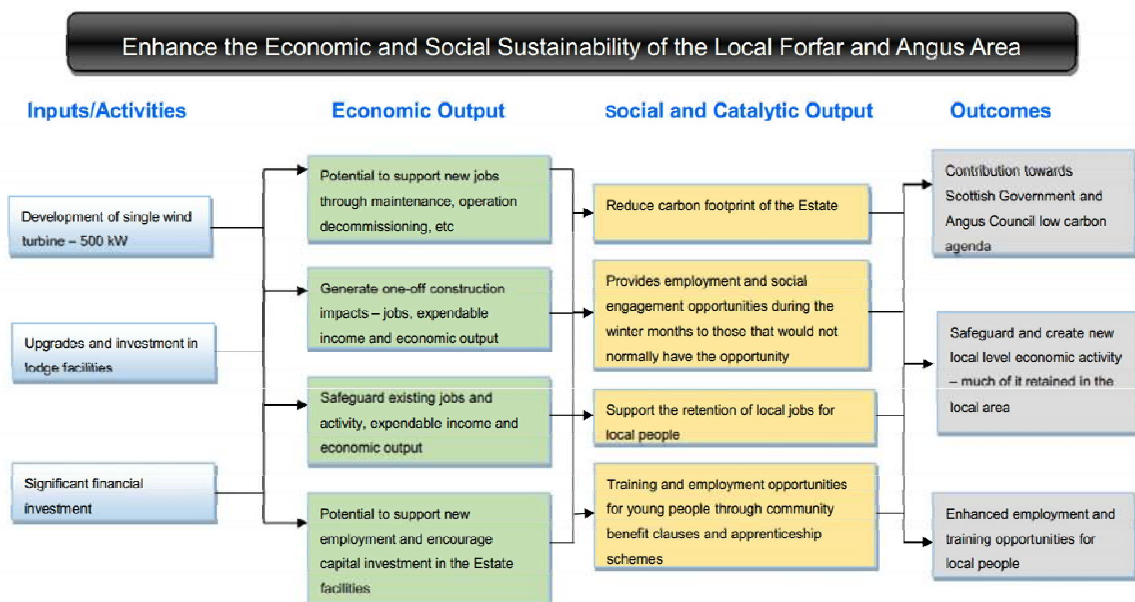 Enhance the Economic and Social Sustainability of the Local Forfar and Angus Area
Inputs/Activities
Economic Output
Social and Catalytic Output
Outcomes
Development of single wind
turbine – 500 kW
Upgrades and investment in
lodge facilities
Significant financial
investment
Potential to support new jobs
through maintenance, operation
decommissioning, etc
Generate one-off construction
impacts – jobs, expendable
income and economic output
Safeguard existing jobs and
activity, expendable income and
economic output
Potential to support new
employment and encourage
capital investment in the Estate
facilities
Reduce carbon footprint of the Estate
Provides employment and social
engagement opportunities during the
winter months to those that would not
normally have the opportunity
Support the retention of local jobs for
local people
Training and employment opportunities
for young people through community
benefit clauses and apprenticeship
schemes
Contribution towards
Scottish Government and
Angus Council low carbon
agenda
Safeguard and create new
local level economic activity
– much of it retained in the
local area
Enhanced employment and
training opportunities for
local people